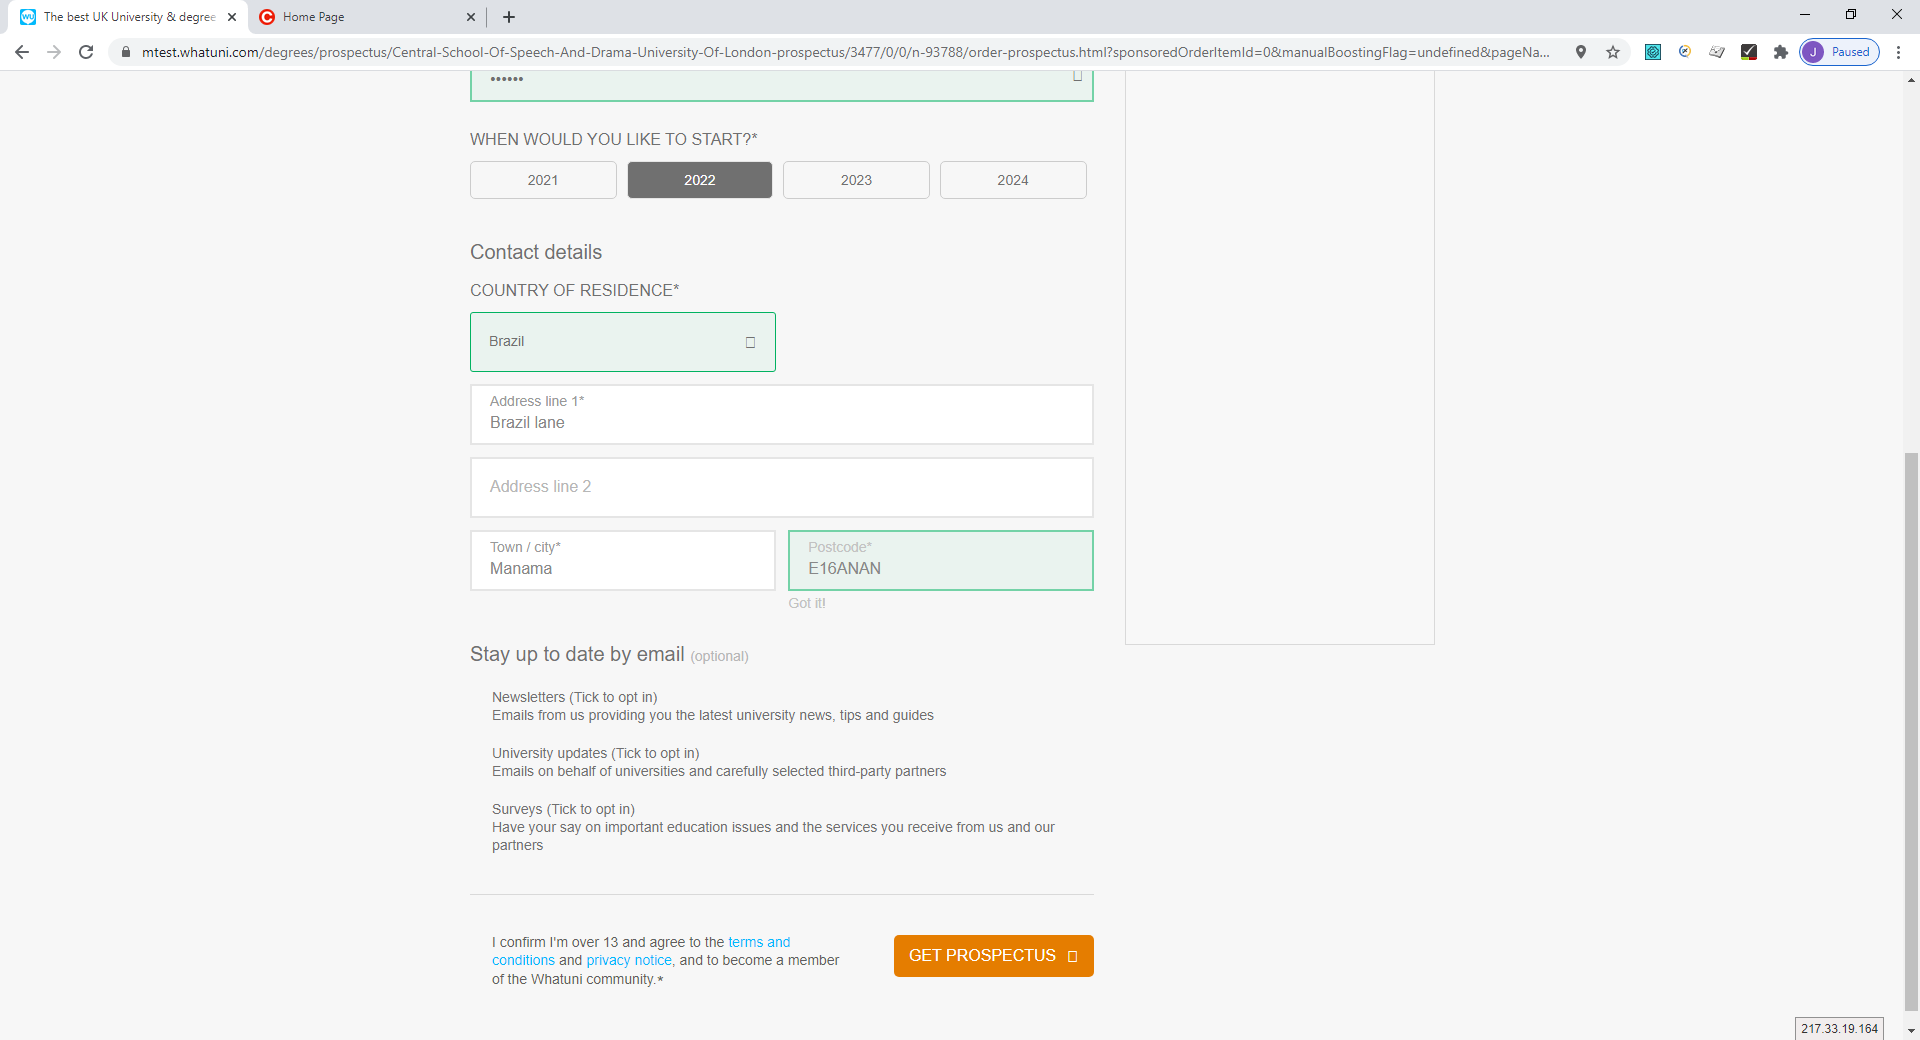 The best UK University & degree
Home Page
mtest.whatuni.com/degrees/prospectus/Central-School-Of-Speech-And-Drama-University-Of-London-prospectus/3477/0/0/n-93788/order-prospectus.html?sponsoredOrderItemId=0&manualBoostingFlag=undefined&pageNa...
J Paused
••••••
WHEN WOULD YOU LIKE TO START?*
2021 2022 2023 2024
Contact details
COUNTRY OF RESIDENCE*
Brazil
Address line 1*
Brazil lane
Address line 2
Town / city* Postcode*
Manama E16ANAN
Got it!
Stay up to date by email (optional)
Newsletters (Tick to opt in)
Emails from us providing you the latest university news, tips and guides
University updates (Tick to opt in)
Emails on behalf of universities and carefully selected third-party partners
Surveys (Tick to opt in)
Have your say on important education issues and the services you receive from us and our
partners
I confirm I'm over 13 and agree to the terms and
conditions and privacy notice, and to become a member
of the Whatuni community.*
GET PROSPECTUS
217.33.19.164